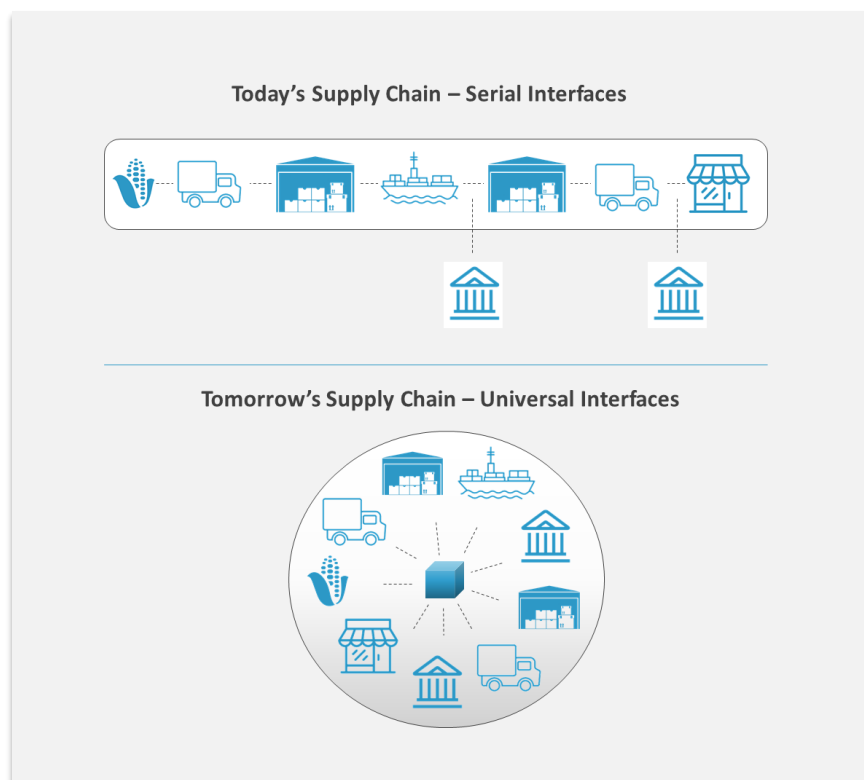 Today’s Supply Chain – Serial Interfaces
Tomorrow’s Supply Chain – Universal Interfaces